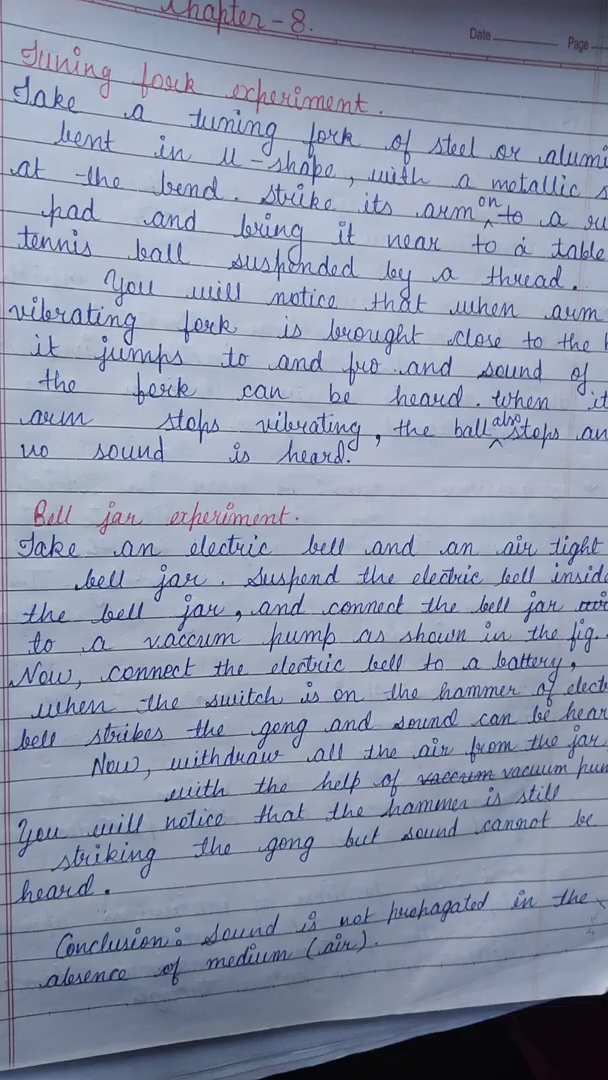 Chapter-8.
Date Page
Tuning fork experiment.
Take a tuning fork of steel or alumi
bent in u-shape, with a metallic s
at the bend. strike its arm on to a ru
pad and bring it near to a table
tennis ball suspended by a thread.
You will notice that when arm
vibrating fork is brought close to the b
it jumps to and fro and sound of
the fork can be heard. when it
arm stops vibrating, the ball also stops an
no sound is heard.
Bell jar experiment.
Take an electric bell and an air tight
bell jar. Suspend the electric bell insid
the bell jar, and connect the bell jar
to a vaccum pump as shown in the fig.
Now, connect the electric bell to a battery,
when the switch is on the hammer of elect
bell strikes the gong and sound can be hear
Now, withdraw all the air from the jar
with the help of vaccum vacuum pum
You will notice that the hammer is still
striking the gong but sound cannot be
heard.
Conclusion: Sound is not propagated in the
absence of medium (air).